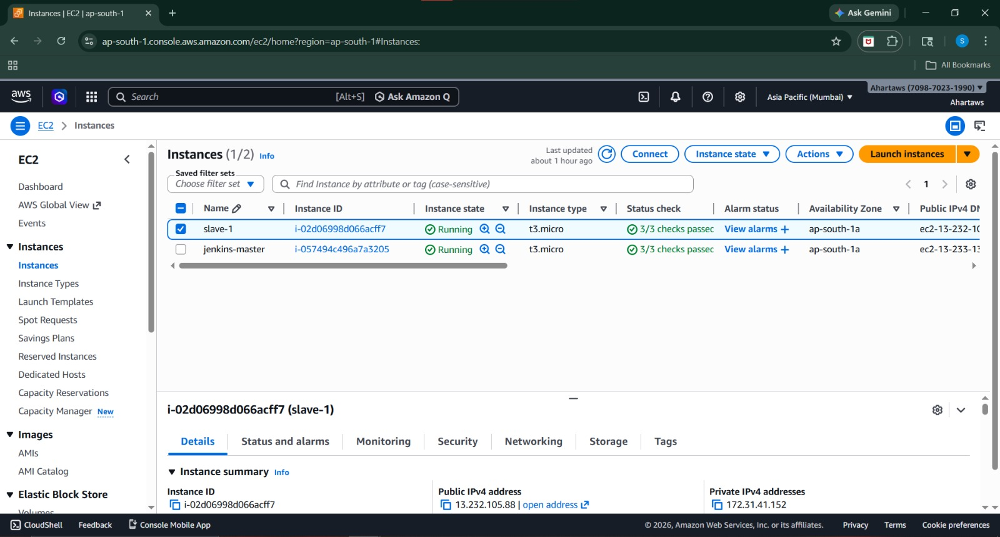 Instances | EC2 | ap-south-1
Ask Gemini
ap-south-1.console.aws.amazon.com/ec2/home?region=ap-south-1#Instances:
S
All Bookmarks
aws
Search
[Alt+S]
Ask Amazon Q
Asia Pacific (Mumbai)
Ahartaws (7098-7023-1990)
Ahartaws
EC2
Instances
EC2
Dashboard
AWS Global View
Events
Instances
Instances
Instance Types
Launch Templates
Spot Requests
Savings Plans
Reserved Instances
Dedicated Hosts
Capacity Reservations
Capacity Manager New
Images
AMIs
AMI Catalog
Elastic Block Store
Volumes
Instances (1/2) Info
Last updated
about 1 hour ago
Connect
Instance state
Actions
Launch instances
Saved filter sets
Choose filter set
Find Instance by attribute or tag (case-sensitive)
1
Name Instance ID Instance state Instance type Status check Alarm status Availability Zone Public IPv4 DN
slave-1 i-02d06998d066acff7 Running t3.micro 3/3 checks passed View alarms + ap-south-1a ec2-13-232-10
jenkins-master i-057494c496a7a3205 Running t3.micro 3/3 checks passed View alarms + ap-south-1a ec2-13-233-13
i-02d06998d066acff7 (slave-1)
Details
Status and alarms
Monitoring
Security
Networking
Storage
Tags
Instance summary Info
Instance ID
i-02d06998d066acff7
Public IPv4 address
13.232.105.88 | open address
Private IPv4 addresses
172.31.41.152
CloudShell
Feedback
Console Mobile App
© 2026, Amazon Web Services, Inc. or its affiliates.
Privacy
Terms
Cookie preferences